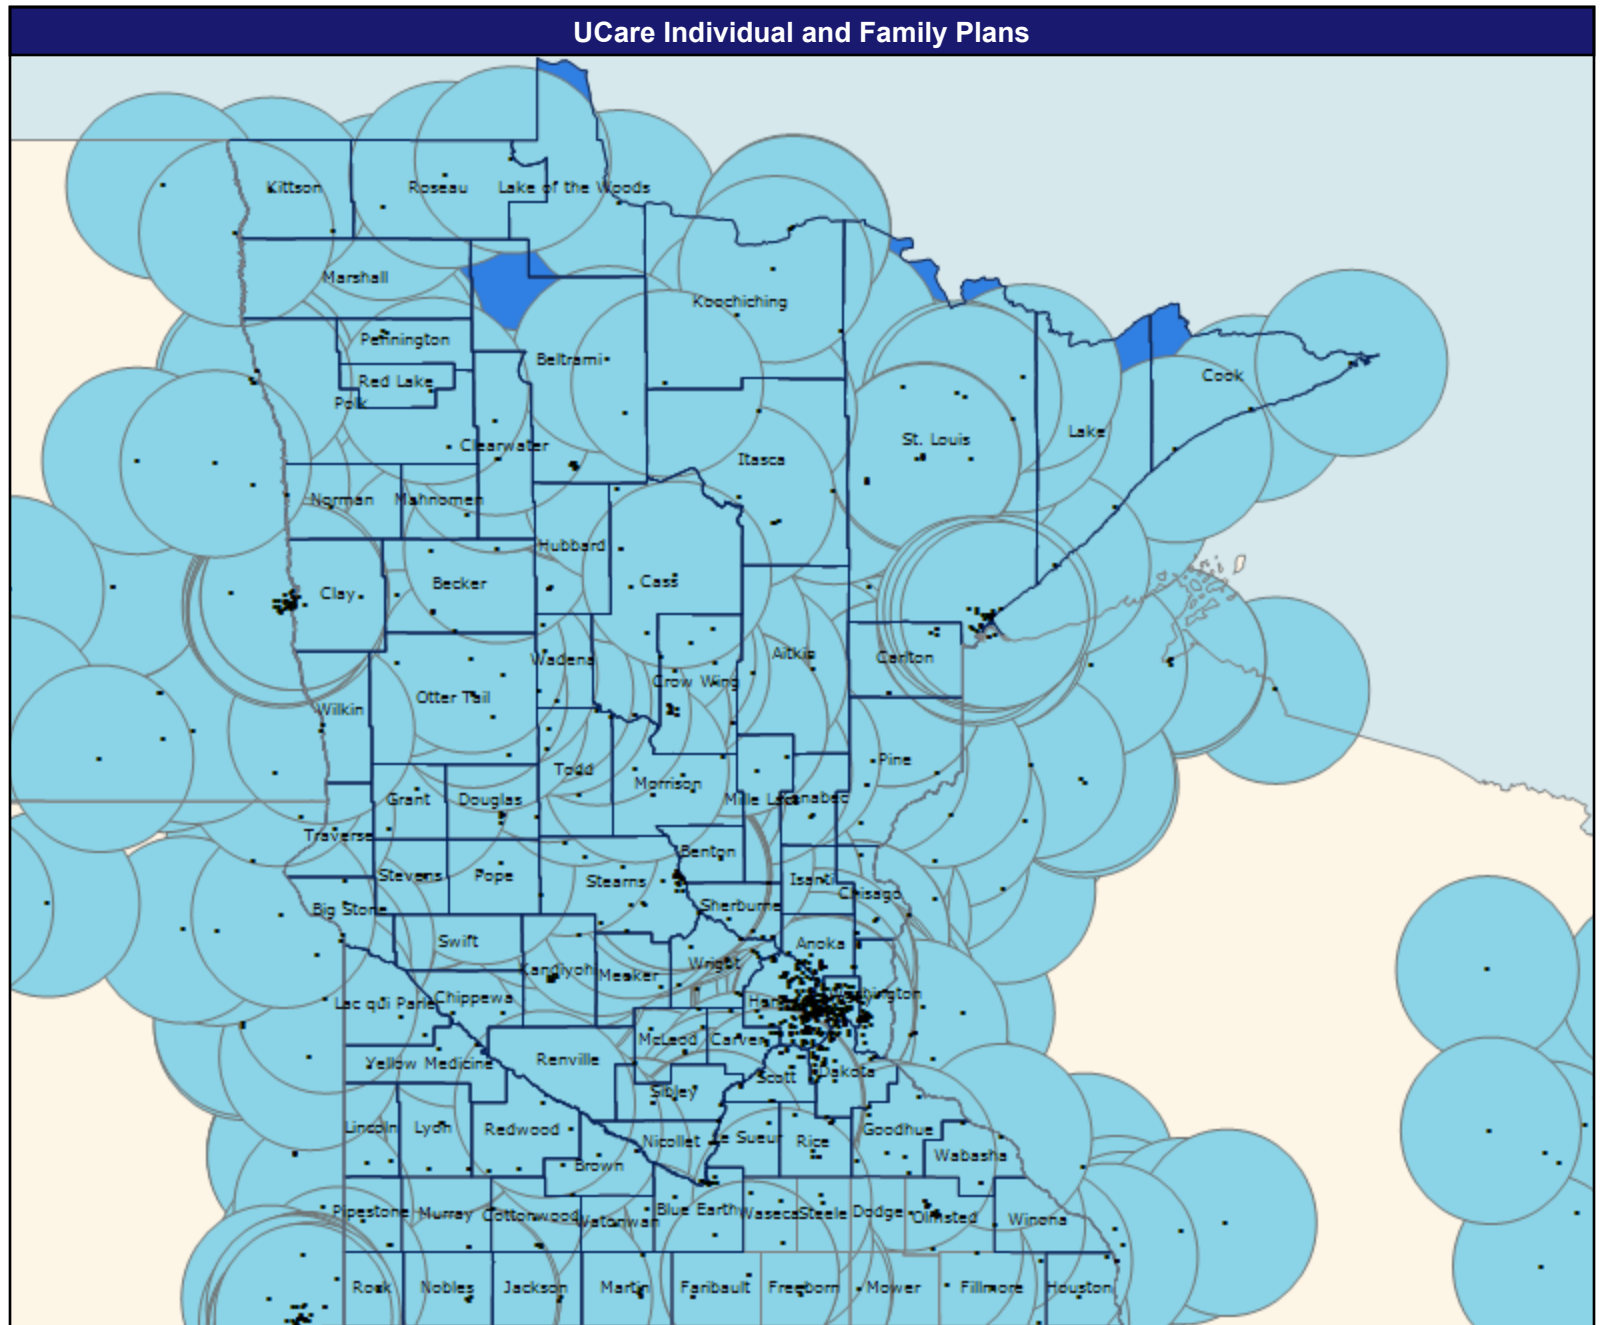 UCare Individual and Family Plans
Kittson
Roseau
Lake of the Woods
Marshall
Koochiching
Pennington
Beltrami
Red Lake
Cook
Polk
Clearwater
St. Louis
Lake
Itasca
Norman
Mahnomen
Hubbard
Clay
Becker
Cass
Wadena
Aitkin
Carlton
Otter Tail
Crow Wing
Wilkin
Pine
Todd
Morrison
Grant
Douglas
Mille Lacs
Kanabec
Traverse
Benton
Stevens
Pope
Stearns
Isanti
Chisago
Big Stone
Sherburne
Swift
Anoka
Kandiyohi
Meeker
Wright
Lac qui Parle
Chippewa
Washington
McLeod
Carver
Yellow Medicine
Renville
Scott
Dakota
Sibley
Lincoln
Lyon
Redwood
Nicollet
Le Sueur
Rice
Goodhue
Brown
Wabasha
Pipestone
Murray
Cottonwood
Watonwan
Blue Earth
Waseca
Steele
Dodge
Olmsted
Winona
Rock
Nobles
Jackson
Martin
Faribault
Freeborn
Mower
Fillmore
Houston